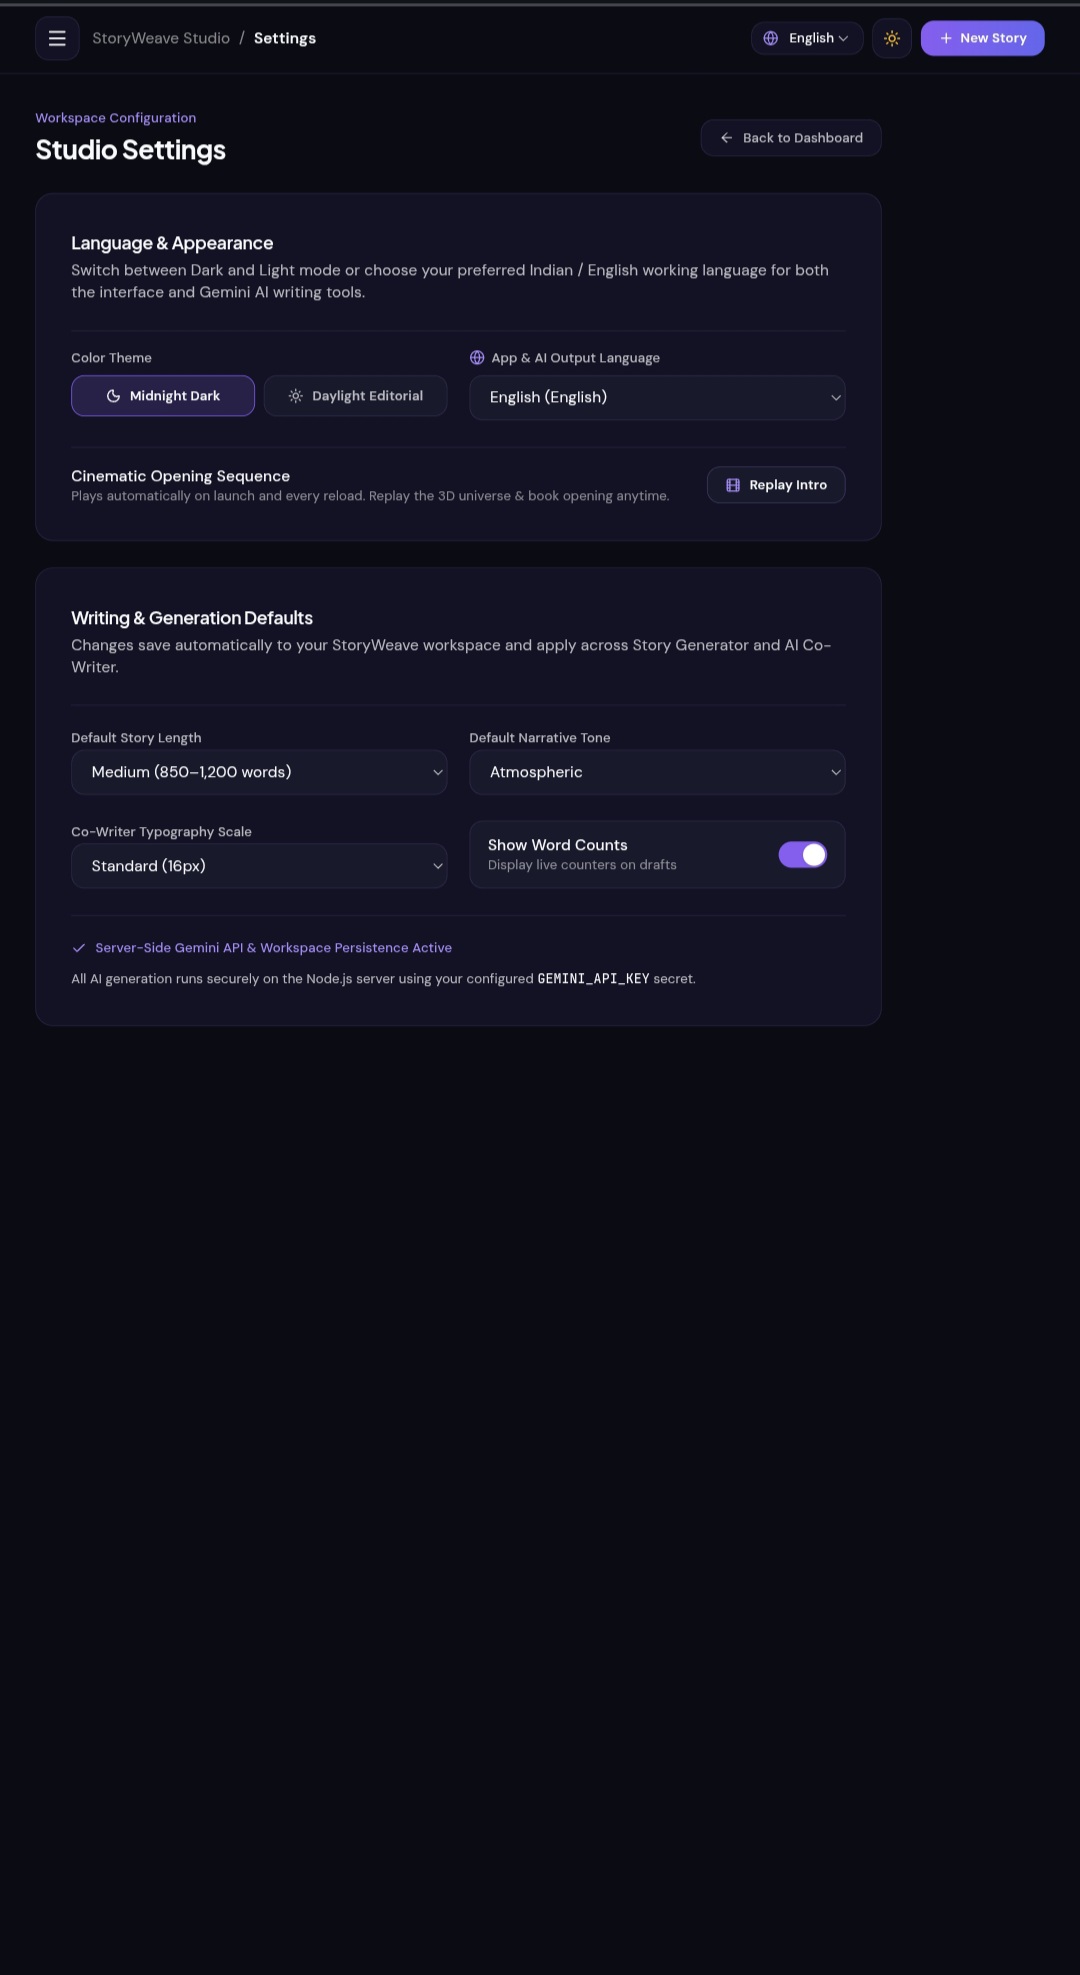 StoryWeave Studio / Settings
English
New Story
Workspace Configuration
Studio Settings
Back to Dashboard
Language & Appearance
Switch between Dark and Light mode or choose your preferred Indian / English working language for both
the interface and Gemini AI writing tools.
Color Theme
Midnight Dark
Daylight Editorial
App & AI Output Language
English (English)
Cinematic Opening Sequence
Plays automatically on launch and every reload. Replay the 3D universe & book opening anytime.
Replay Intro
Writing & Generation Defaults
Changes save automatically to your StoryWeave workspace and apply across Story Generator and AI Co-
Writer.
Default Story Length
Medium (850–1,200 words)
Default Narrative Tone
Atmospheric
Co-Writer Typography Scale
Standard (16px)
Show Word Counts
Display live counters on drafts
Server-Side Gemini API & Workspace Persistence Active
All AI generation runs securely on the Node.js server using your configured GEMINI_API_KEY secret.